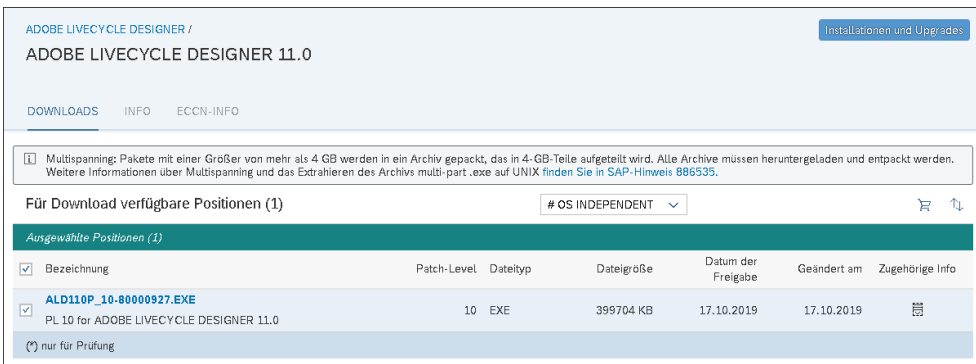 ADOBE LIVECYCLE DESIGNER /
Installationen und Upgrades
ADOBE LIVECYCLE DESIGNER 11.0
DOWNLOADS INFO ECCN-INFO
i Multispanning: Pakete mit einer Größer von mehr als 4 GB werden in ein Archiv gepackt, das in 4-GB-Teile aufgeteilt wird. Alle Archive müssen heruntergeladen und entpackt werden.
Weitere Informationen über Multispanning und das Extrahieren des Archivs multi-part .exe auf UNIX finden Sie in SAP-Hinweis 886535.
Für Download verfügbare Positionen (1) # OS INDEPENDENT
Ausgewählte Positionen (1)
Bezeichnung Patch-Level Dateityp Dateigröße Datum der Freigabe Geändert am Zugehörige Info
ALD110P_10-80000927.EXE
PL 10 for ADOBE LIVECYCLE DESIGNER 11.0
10 EXE 399704 KB 17.10.2019 17.10.2019
(*) nur für Prüfung